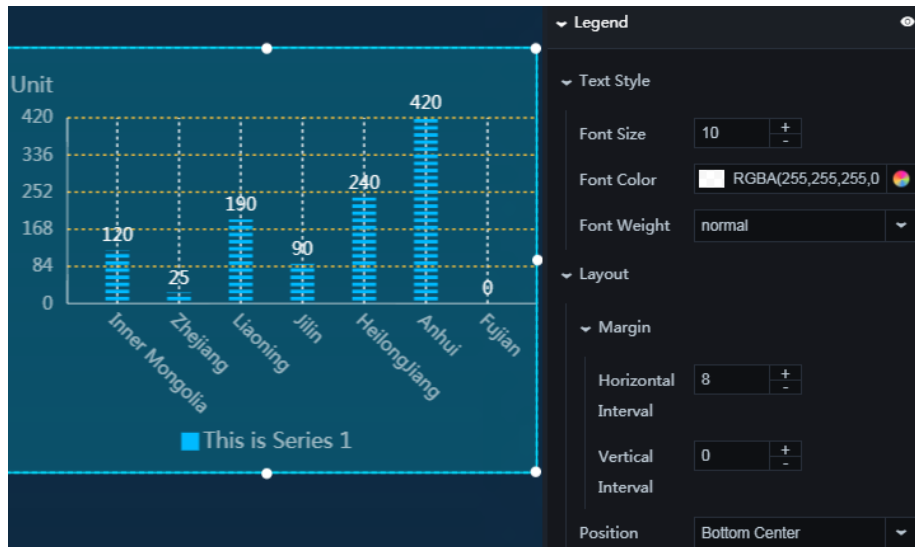 Unit
420
336
252
168
84
0
120
25
190
90
240
420
0
Inner Mongolia
Zhejiang
Liaoning
Jilin
HeilongJiang
Anhui
Fujian
This is Series 1
Legend
Text Style
Font Size 10 + -
Font Color RGBA(255,255,255,0
Font Weight normal
Layout
Margin
Horizontal 8 + -
Interval
Vertical 0 + -
Interval
Position Bottom Center